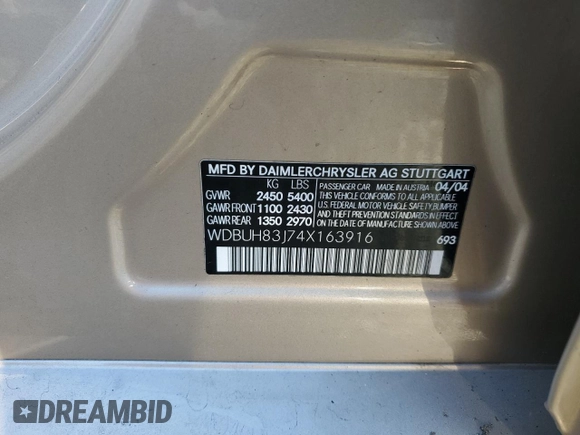 MFD BY DAIMLERCHRYSLER AG STUTTGART
KG LBS
GVWR 2450 5400
GAWR FRONT 1100 2430
GAWR REAR 1350 2970
PASSENGER CAR MADE IN AUSTRIA 04/04
THIS VEHICLE CONFORMS TO ALL APPLICABLE
U.S. FEDERAL MOTOR VEHICLE SAFETY, BUMPER,
AND THEFT PREVENTION STANDARDS IN EFFECT
ON THE DATE OF MANUFACTURE SHOWN ABOVE
WDBUH83J74X163916
693
DREAMBID